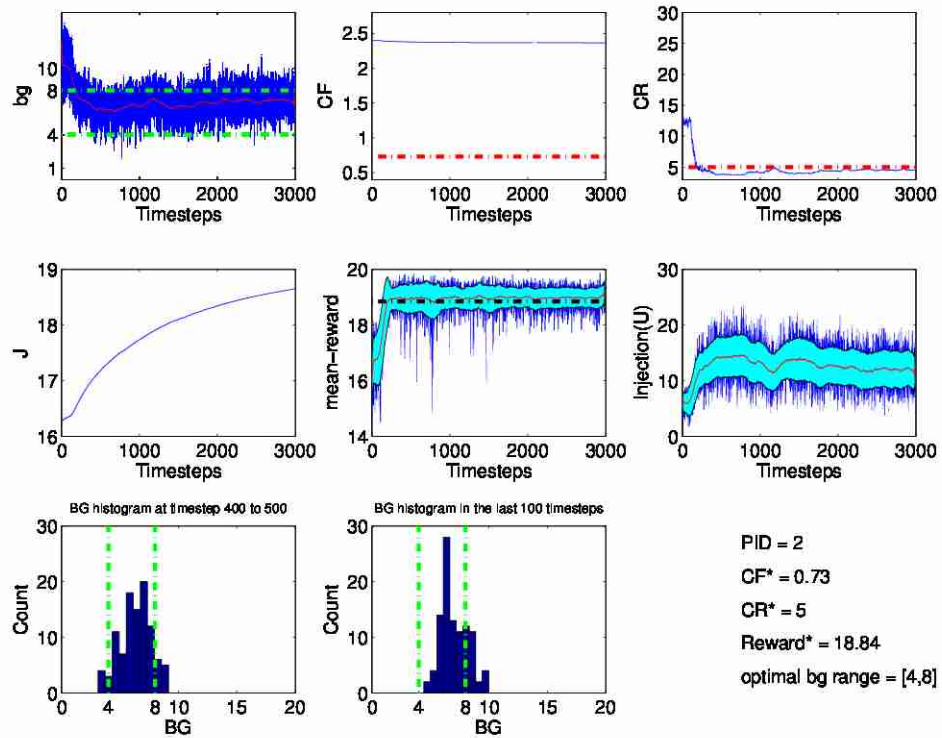 10
8
4
1
bg
0 1000 2000 3000
Timesteps
2.5
2
1.5
1
0.5
CF
0 1000 2000 3000
Timesteps
30
25
20
15
10
5
0
CR
0 1000 2000 3000
Timesteps
19
18
17
16
J
0 1000 2000 3000
Timesteps
20
18
16
14
mean-reward
0 1000 2000 3000
Timesteps
30
20
10
0
Injection(U)
0 1000 2000 3000
Timesteps
BG histogram at timestep 400 to 500
30
20
10
0
Count
0 4 8 10 15 20
BG
BG histogram in the last 100 timesteps
30
20
10
0
Count
0 4 8 10 15 20
BG
PID = 2
CF* = 0.73
CR* = 5
Reward* = 18.84
optimal bg range = [4,8]